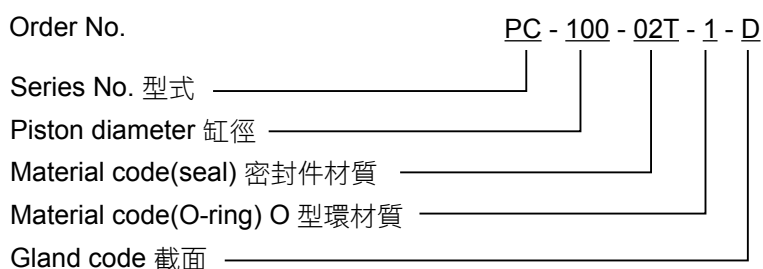 Order No. PC - 100 - 02T - 1 - D
Series No. 型式
Piston diameter 缸徑
Material code(seal) 密封件材質
Material code(O-ring) O 型環材質
Gland code 截面